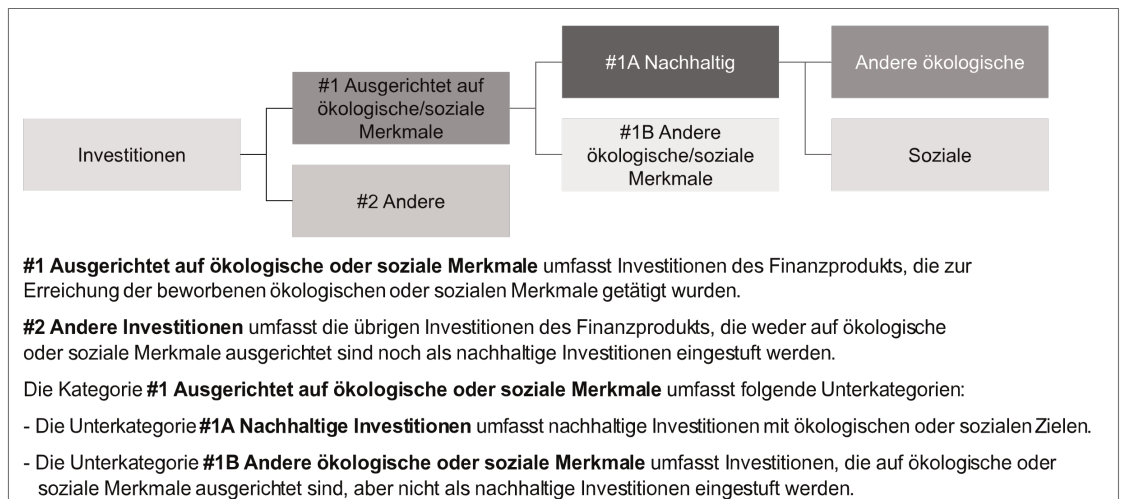 #1A Nachhaltig
Andere ökologische
#1 Ausgerichtet auf
ökologische/soziale
Merkmale
Investitionen
#1B Andere
ökologische/soziale
Merkmale
Soziale
#2 Andere
#1 Ausgerichtet auf ökologische oder soziale Merkmale umfasst Investitionen des Finanzprodukts, die zur
Erreichung der beworbenen ökologischen oder sozialen Merkmale getätigt wurden.
#2 Andere Investitionen umfasst die übrigen Investitionen des Finanzprodukts, die weder auf ökologische
oder soziale Merkmale ausgerichtet sind noch als nachhaltige Investitionen eingestuft werden.
Die Kategorie #1 Ausgerichtet auf ökologische oder soziale Merkmale umfasst folgende Unterkategorien:
- Die Unterkategorie #1A Nachhaltige Investitionen umfasst nachhaltige Investitionen mit ökologischen oder sozialen Zielen.
- Die Unterkategorie #1B Andere ökologische oder soziale Merkmale umfasst Investitionen, die auf ökologische oder
soziale Merkmale ausgerichtet sind, aber nicht als nachhaltige Investitionen eingestuft werden.